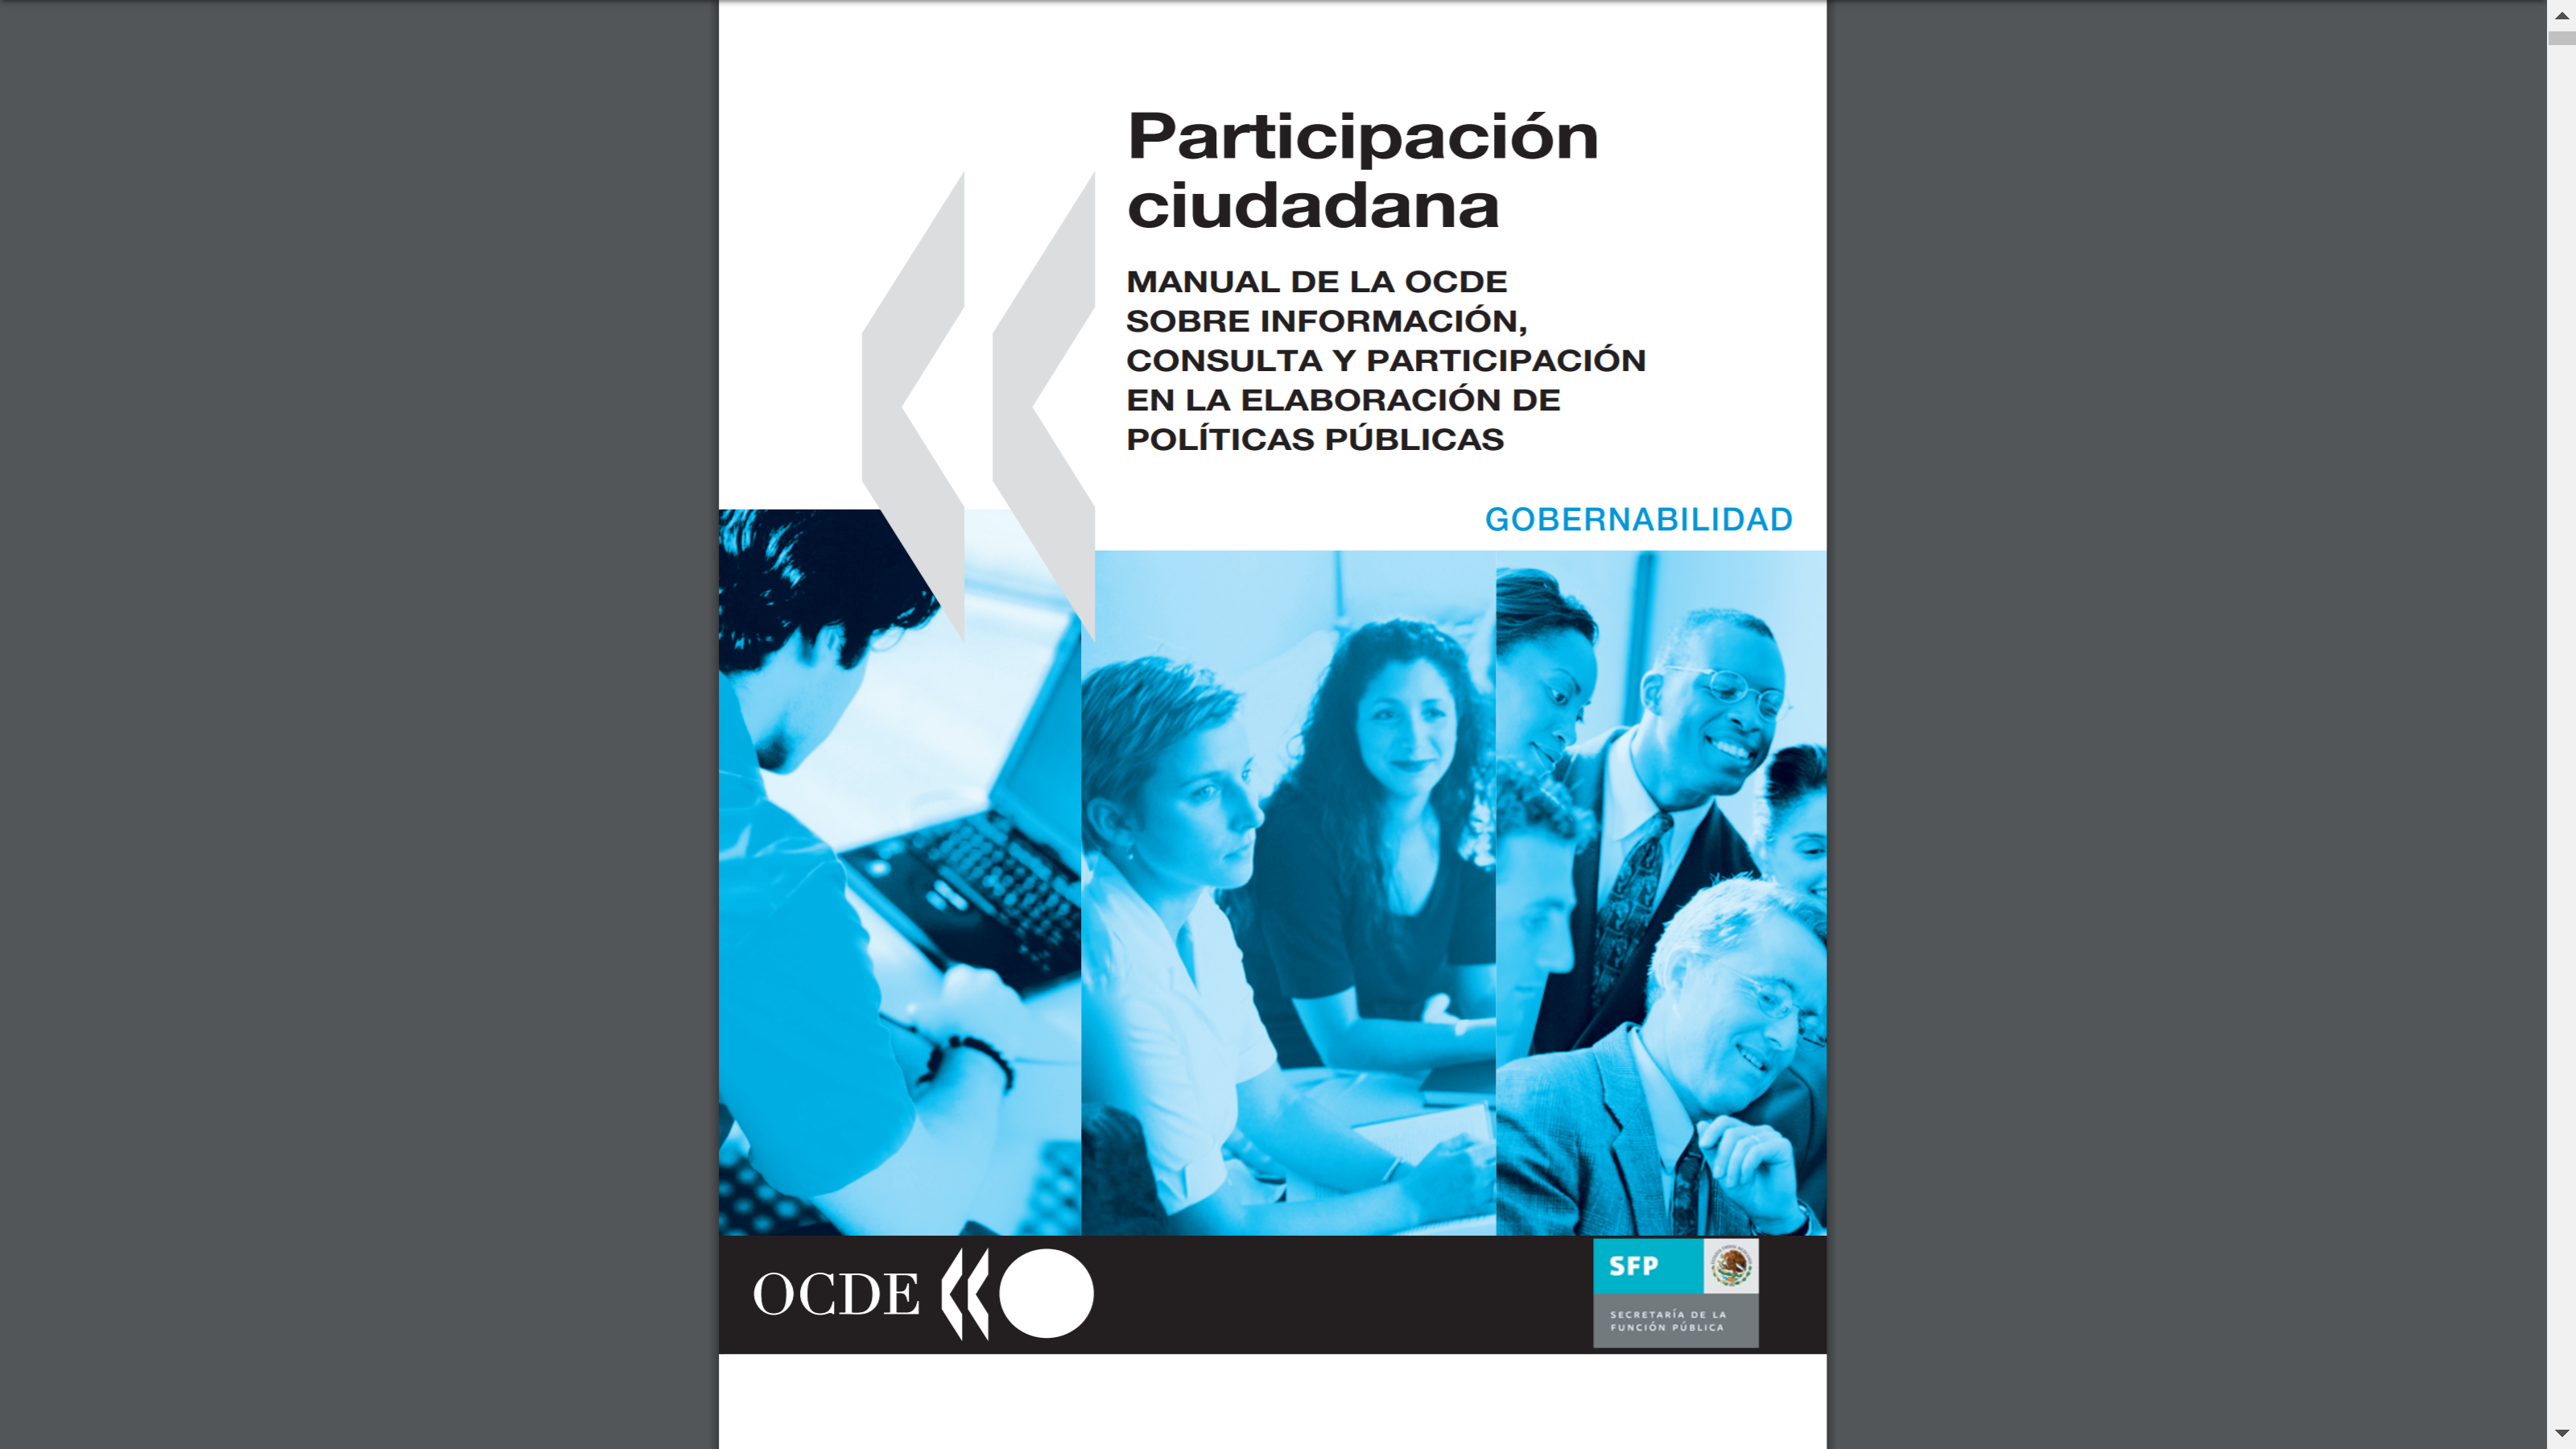 Participación
ciudadana
MANUAL DE LA OCDE
SOBRE INFORMACIÓN,
CONSULTA Y PARTICIPACIÓN
EN LA ELABORACIÓN DE
POLÍTICAS PÚBLICAS
GOBERNABILIDAD
OCDE
SFP
SECRETARÍA DE LA
FUNCIÓN PÚBLICA